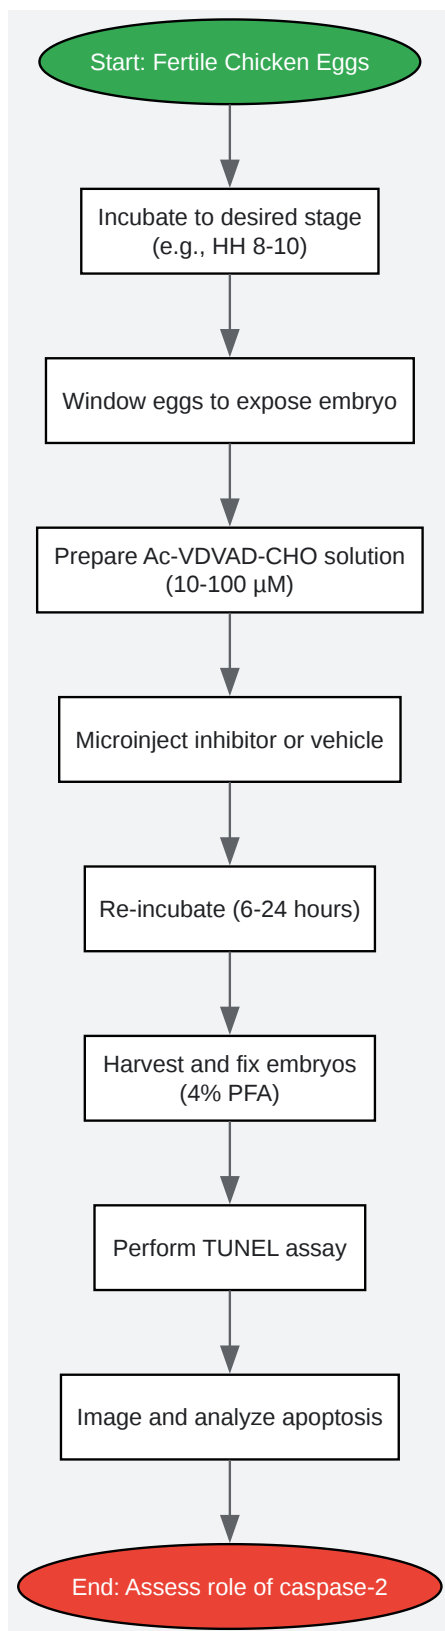 Start: Fertile Chicken Eggs
Incubate to desired stage
(e.g., HH 8-10)
Window eggs to expose embryo
Prepare Ac-VDVAD-CHO solution
(10-100 µM)
Microinject inhibitor or vehicle
Re-incubate (6-24 hours)
Harvest and fix embryos
(4% PFA)
Perform TUNEL assay
Image and analyze apoptosis
End: Assess role of caspase-2